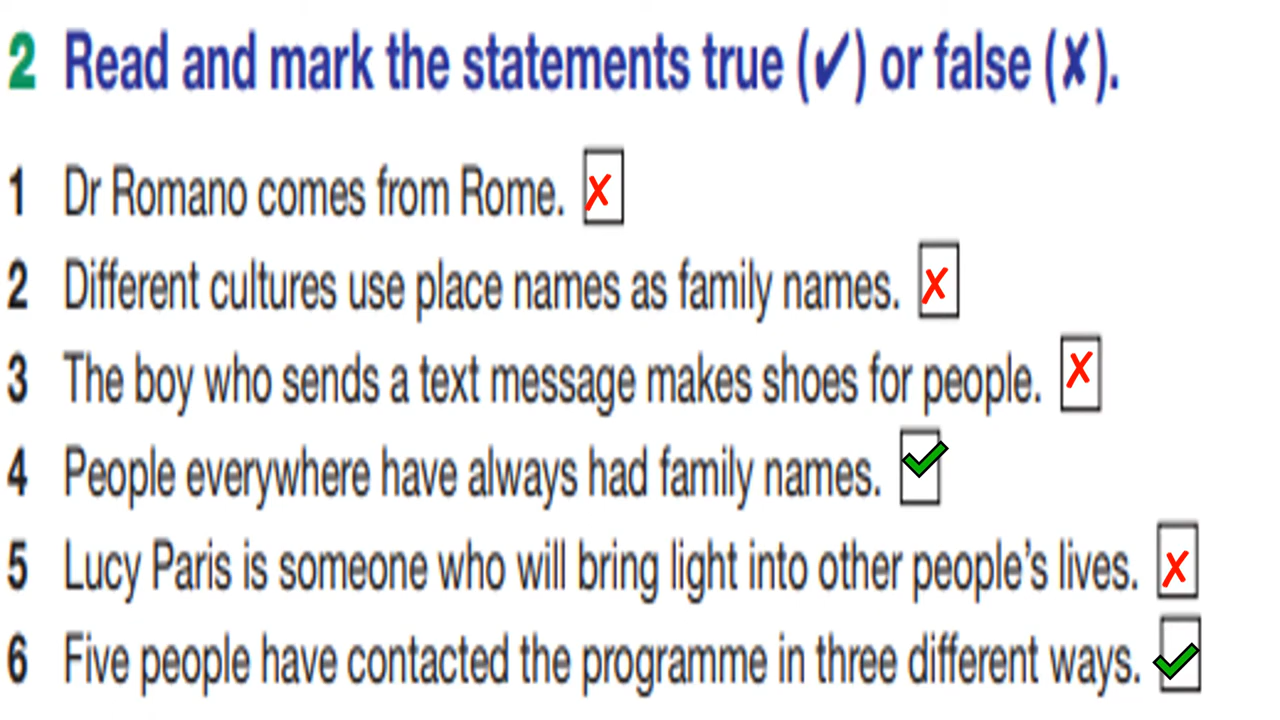 2 Read and mark the statements true (✔) or false (✘).
1 Dr Romano comes from Rome. ✗
2 Different cultures use place names as family names. ✗
3 The boy who sends a text message makes shoes for people. ✗
4 People everywhere have always had family names. ✔
5 Lucy Paris is someone who will bring light into other people's lives. ✗
6 Five people have contacted the programme in three different ways. ✔